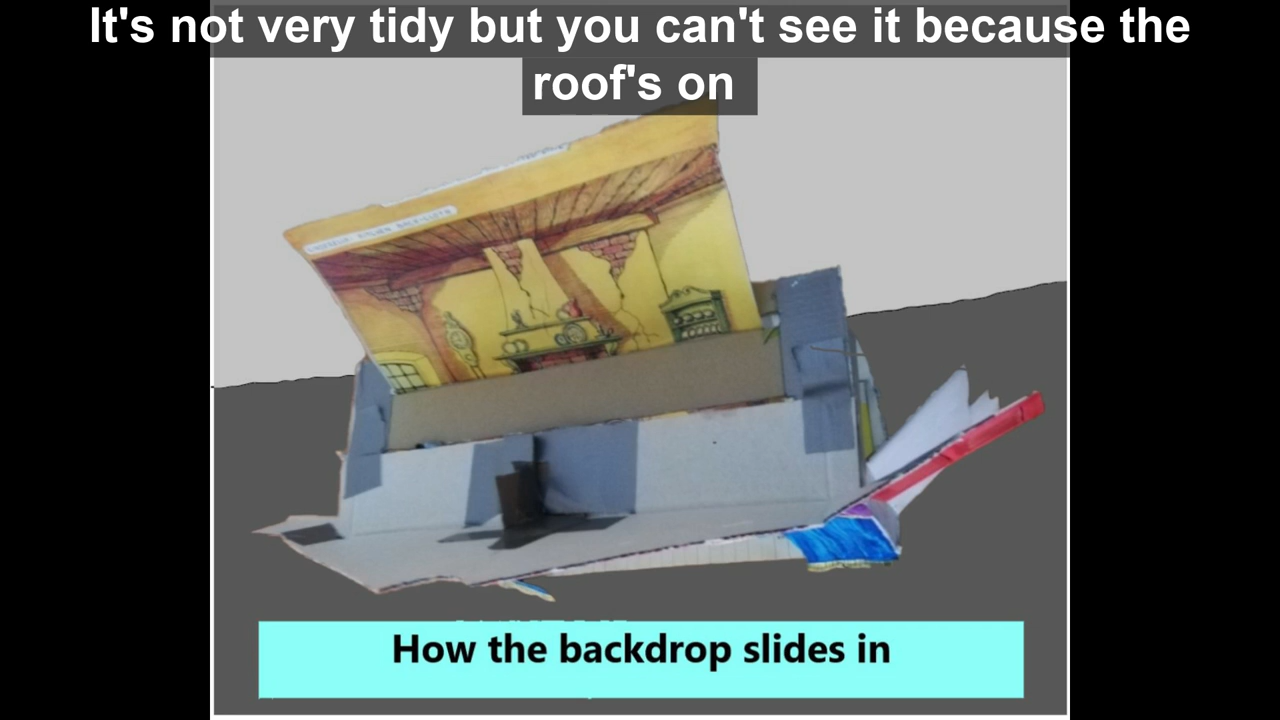 It's not very tidy but you can't see it because the
roof's on
How the backdrop slides in